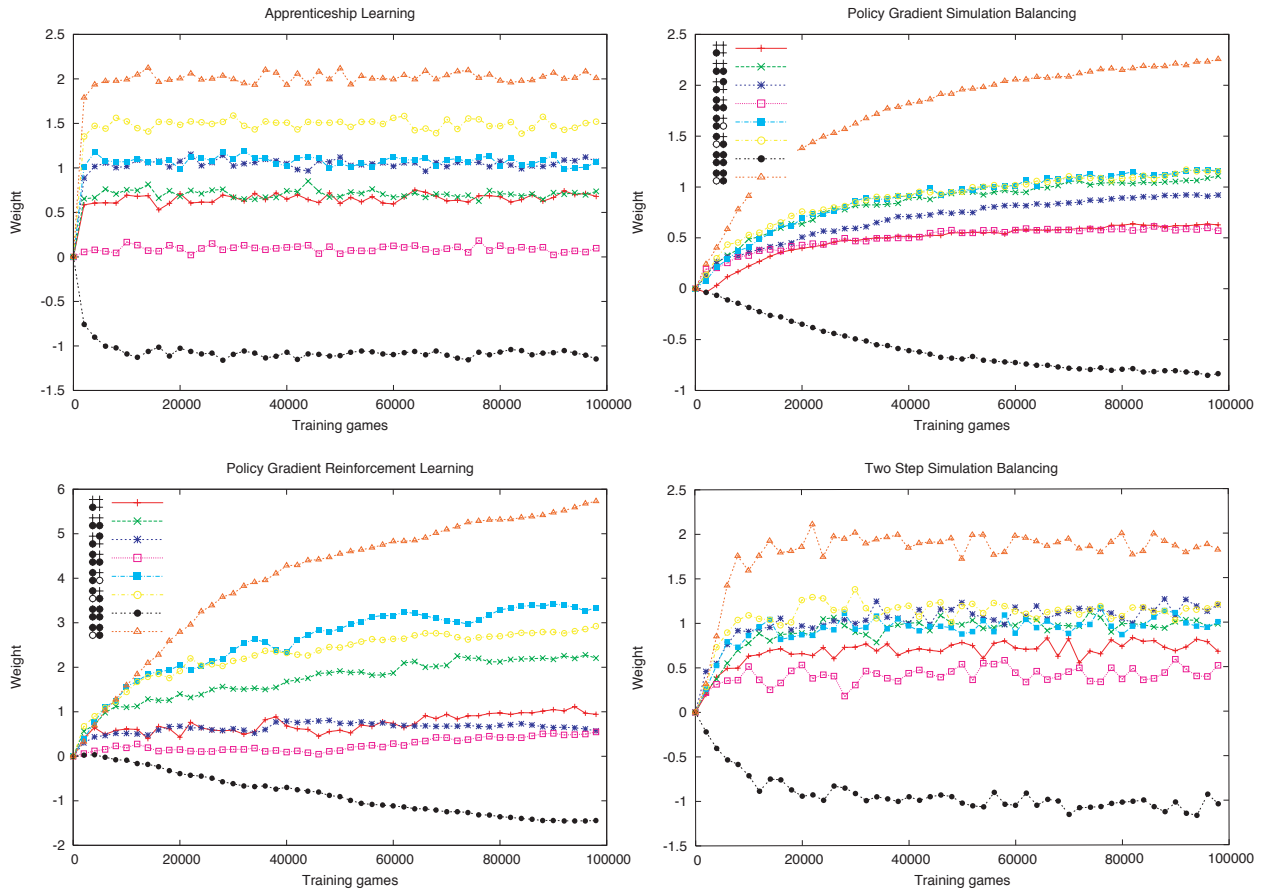 Apprenticeship Learning
2.5
2
1.5
1
0.5
0
-0.5
-1
-1.5
Weight
0 20000 40000 60000 80000 100000
Training games
Policy Gradient Simulation Balancing
2.5
2
1.5
1
0.5
0
-0.5
-1
Weight
0 20000 40000 60000 80000 100000
Training games
Policy Gradient Reinforcement Learning
6
5
4
3
2
1
0
-1
-2
Weight
0 20000 40000 60000 80000 100000
Training games
Two Step Simulation Balancing
2.5
2
1.5
1
0.5
0
-0.5
-1
-1.5
Weight
0 20000 40000 60000 80000 100000
Training games